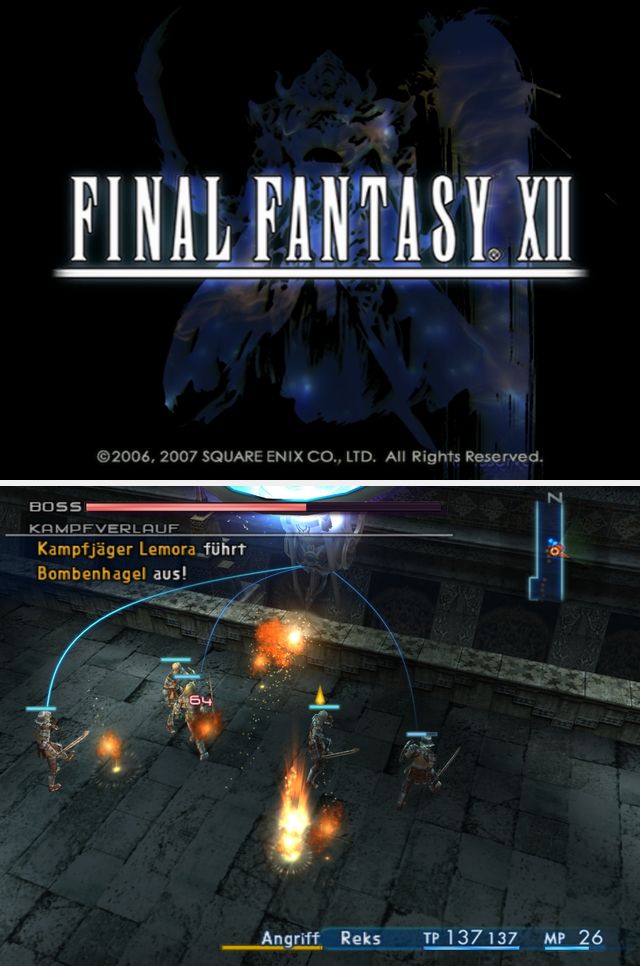 FINAL FANTASY® XII
©2006, 2007 SQUARE ENIX CO., LTD. All Rights Reserved.
BOSS
KAMPFVERLAUF
N
Kampfjäger Lemora führt
Bombenhagel aus!
64
Angriff Reks TP 137 137 MP 26